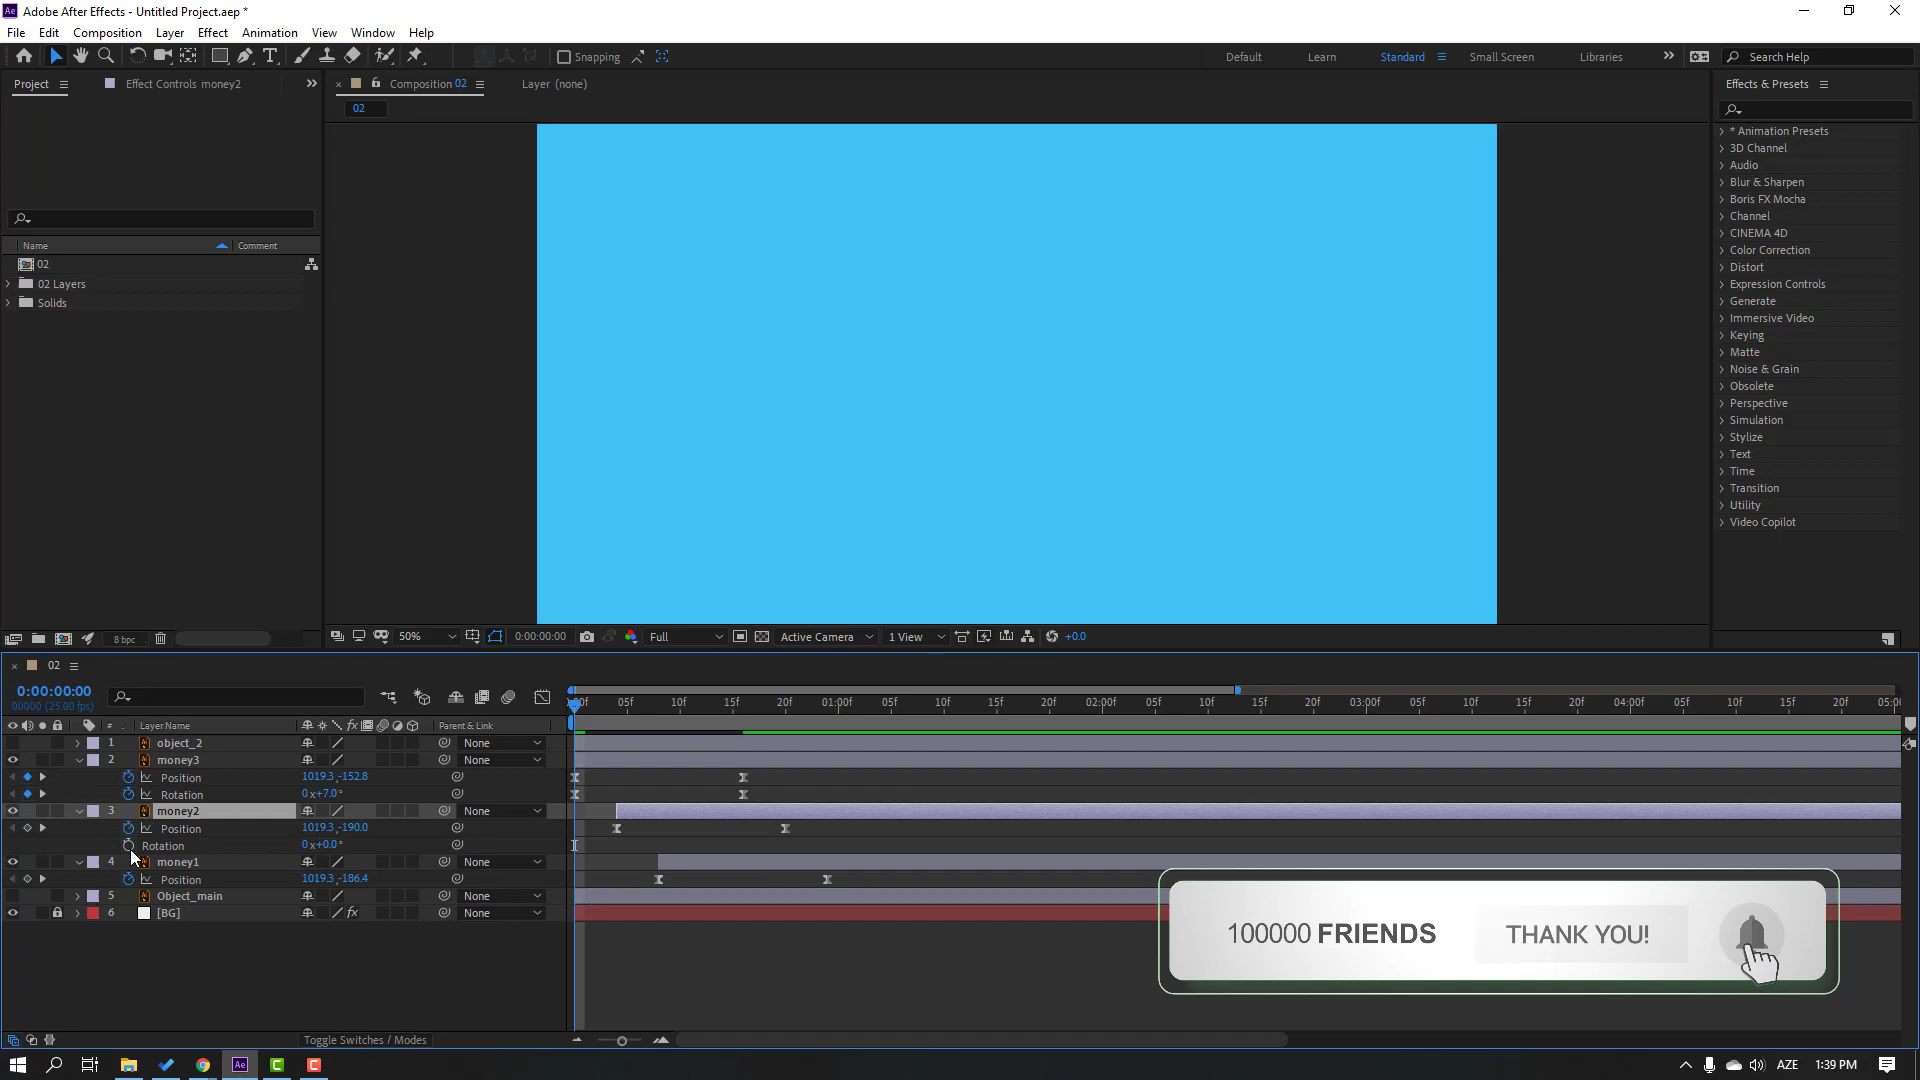 Adobe After Effects - Untitled Project.aep *
File Edit Composition Layer Effect Animation View Window Help
Snapping Default Learn Standard Small Screen Libraries Search Help
Project Effect Controls money2 Composition 02 Layer (none) Effects & Presets
02
Name Comment
02
02 Layers
Solids
* Animation Presets
3D Channel
Audio
Blur & Sharpen
Boris FX Mocha
Channel
CINEMA 4D
Color Correction
Distort
Expression Controls
Generate
Immersive Video
Keying
Matte
Noise & Grain
Obsolete
Perspective
Simulation
Stylize
Text
Time
Transition
Utility
Video Copilot
8 bpc 50% 0:00:00:00 Full Active Camera 1 View +0.0
02
0:00:00:00
00000 (25.00 fps)
:00f 05f 10f 15f 20f 01:00f 05f 10f 15f 20f 02:00f 05f 10f 15f 20f 03:00f 05f 10f 15f 20f 04:00f 05f 10f 15f 20f 05:00
# Layer Name Parent & Link
1 object_2 None
2 money3 None
Position 1019.3,-152.8
Rotation 0x+7.0°
3 money2 None
Position 1019.3,-190.0
Rotation 0x+0.0°
4 money1 None
Position 1019.3,-186.4
5 Object_main None
6 [BG] fx None
100000 FRIENDS THANK YOU!
Toggle Switches / Modes
Ae AZE 1:39 PM